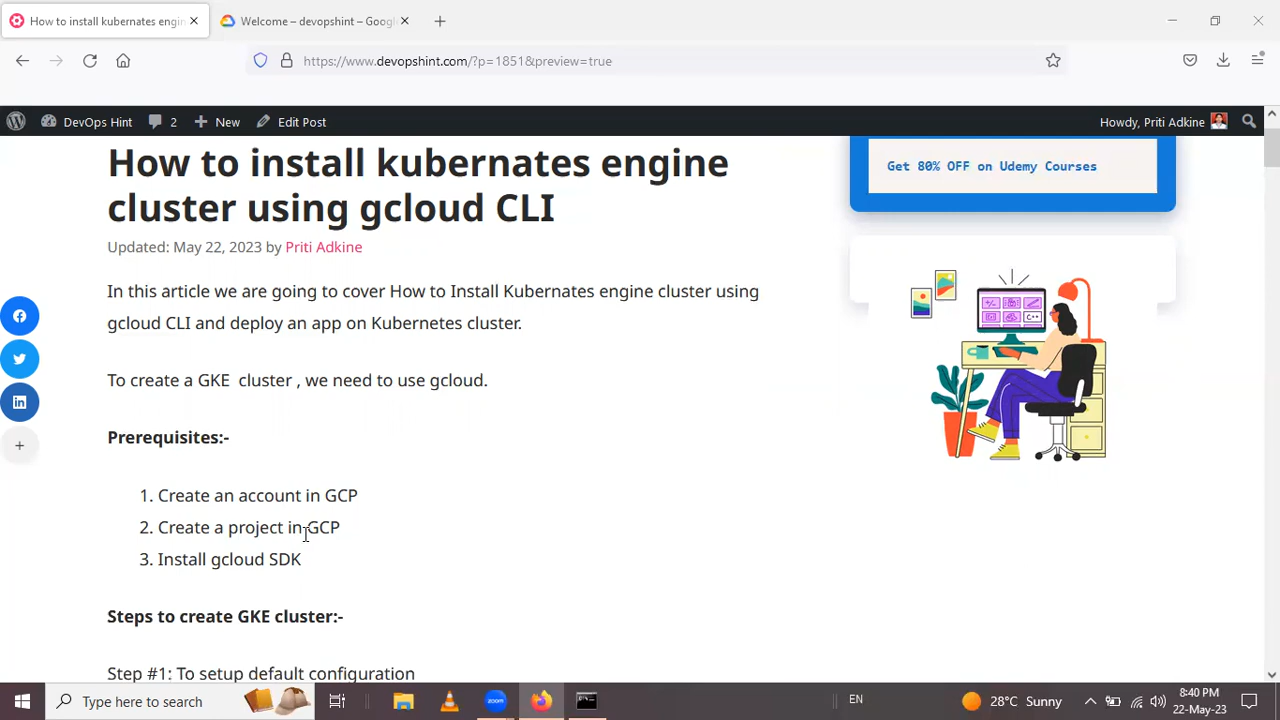 How to install kubernates engin
Welcome – devopshint – Goog
https://www.devopshint.com/?p=1851&preview=true
DevOps Hint
2
New
Edit Post
Howdy, Priti Adkine
How to install kubernates engine
cluster using gcloud CLI
Get 80% OFF on Udemy Courses
Updated: May 22, 2023 by Priti Adkine
In this article we are going to cover How to Install Kubernates engine cluster using
gcloud CLI and deploy an app on Kubernetes cluster.
To create a GKE cluster , we need to use gcloud.
Prerequisites:-
1. Create an account in GCP
2. Create a project in GCP
3. Install gcloud SDK
Steps to create GKE cluster:-
Step #1: To setup default configuration
Type here to search
zoom
EN
28°C Sunny
8:40 PM
22-May-23